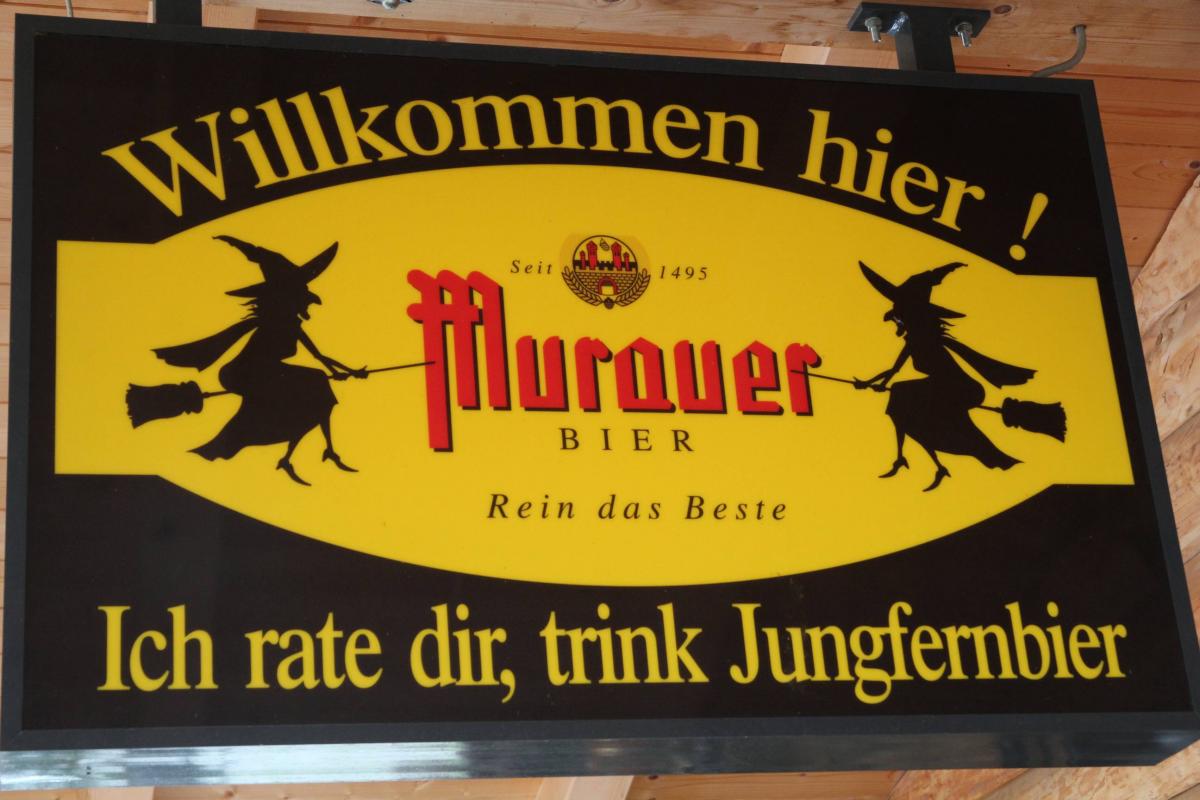 Willkommen hier !
Seit 1495
Murauer
BIER
Rein das Beste
Ich rate dir, trink Jungfernbier